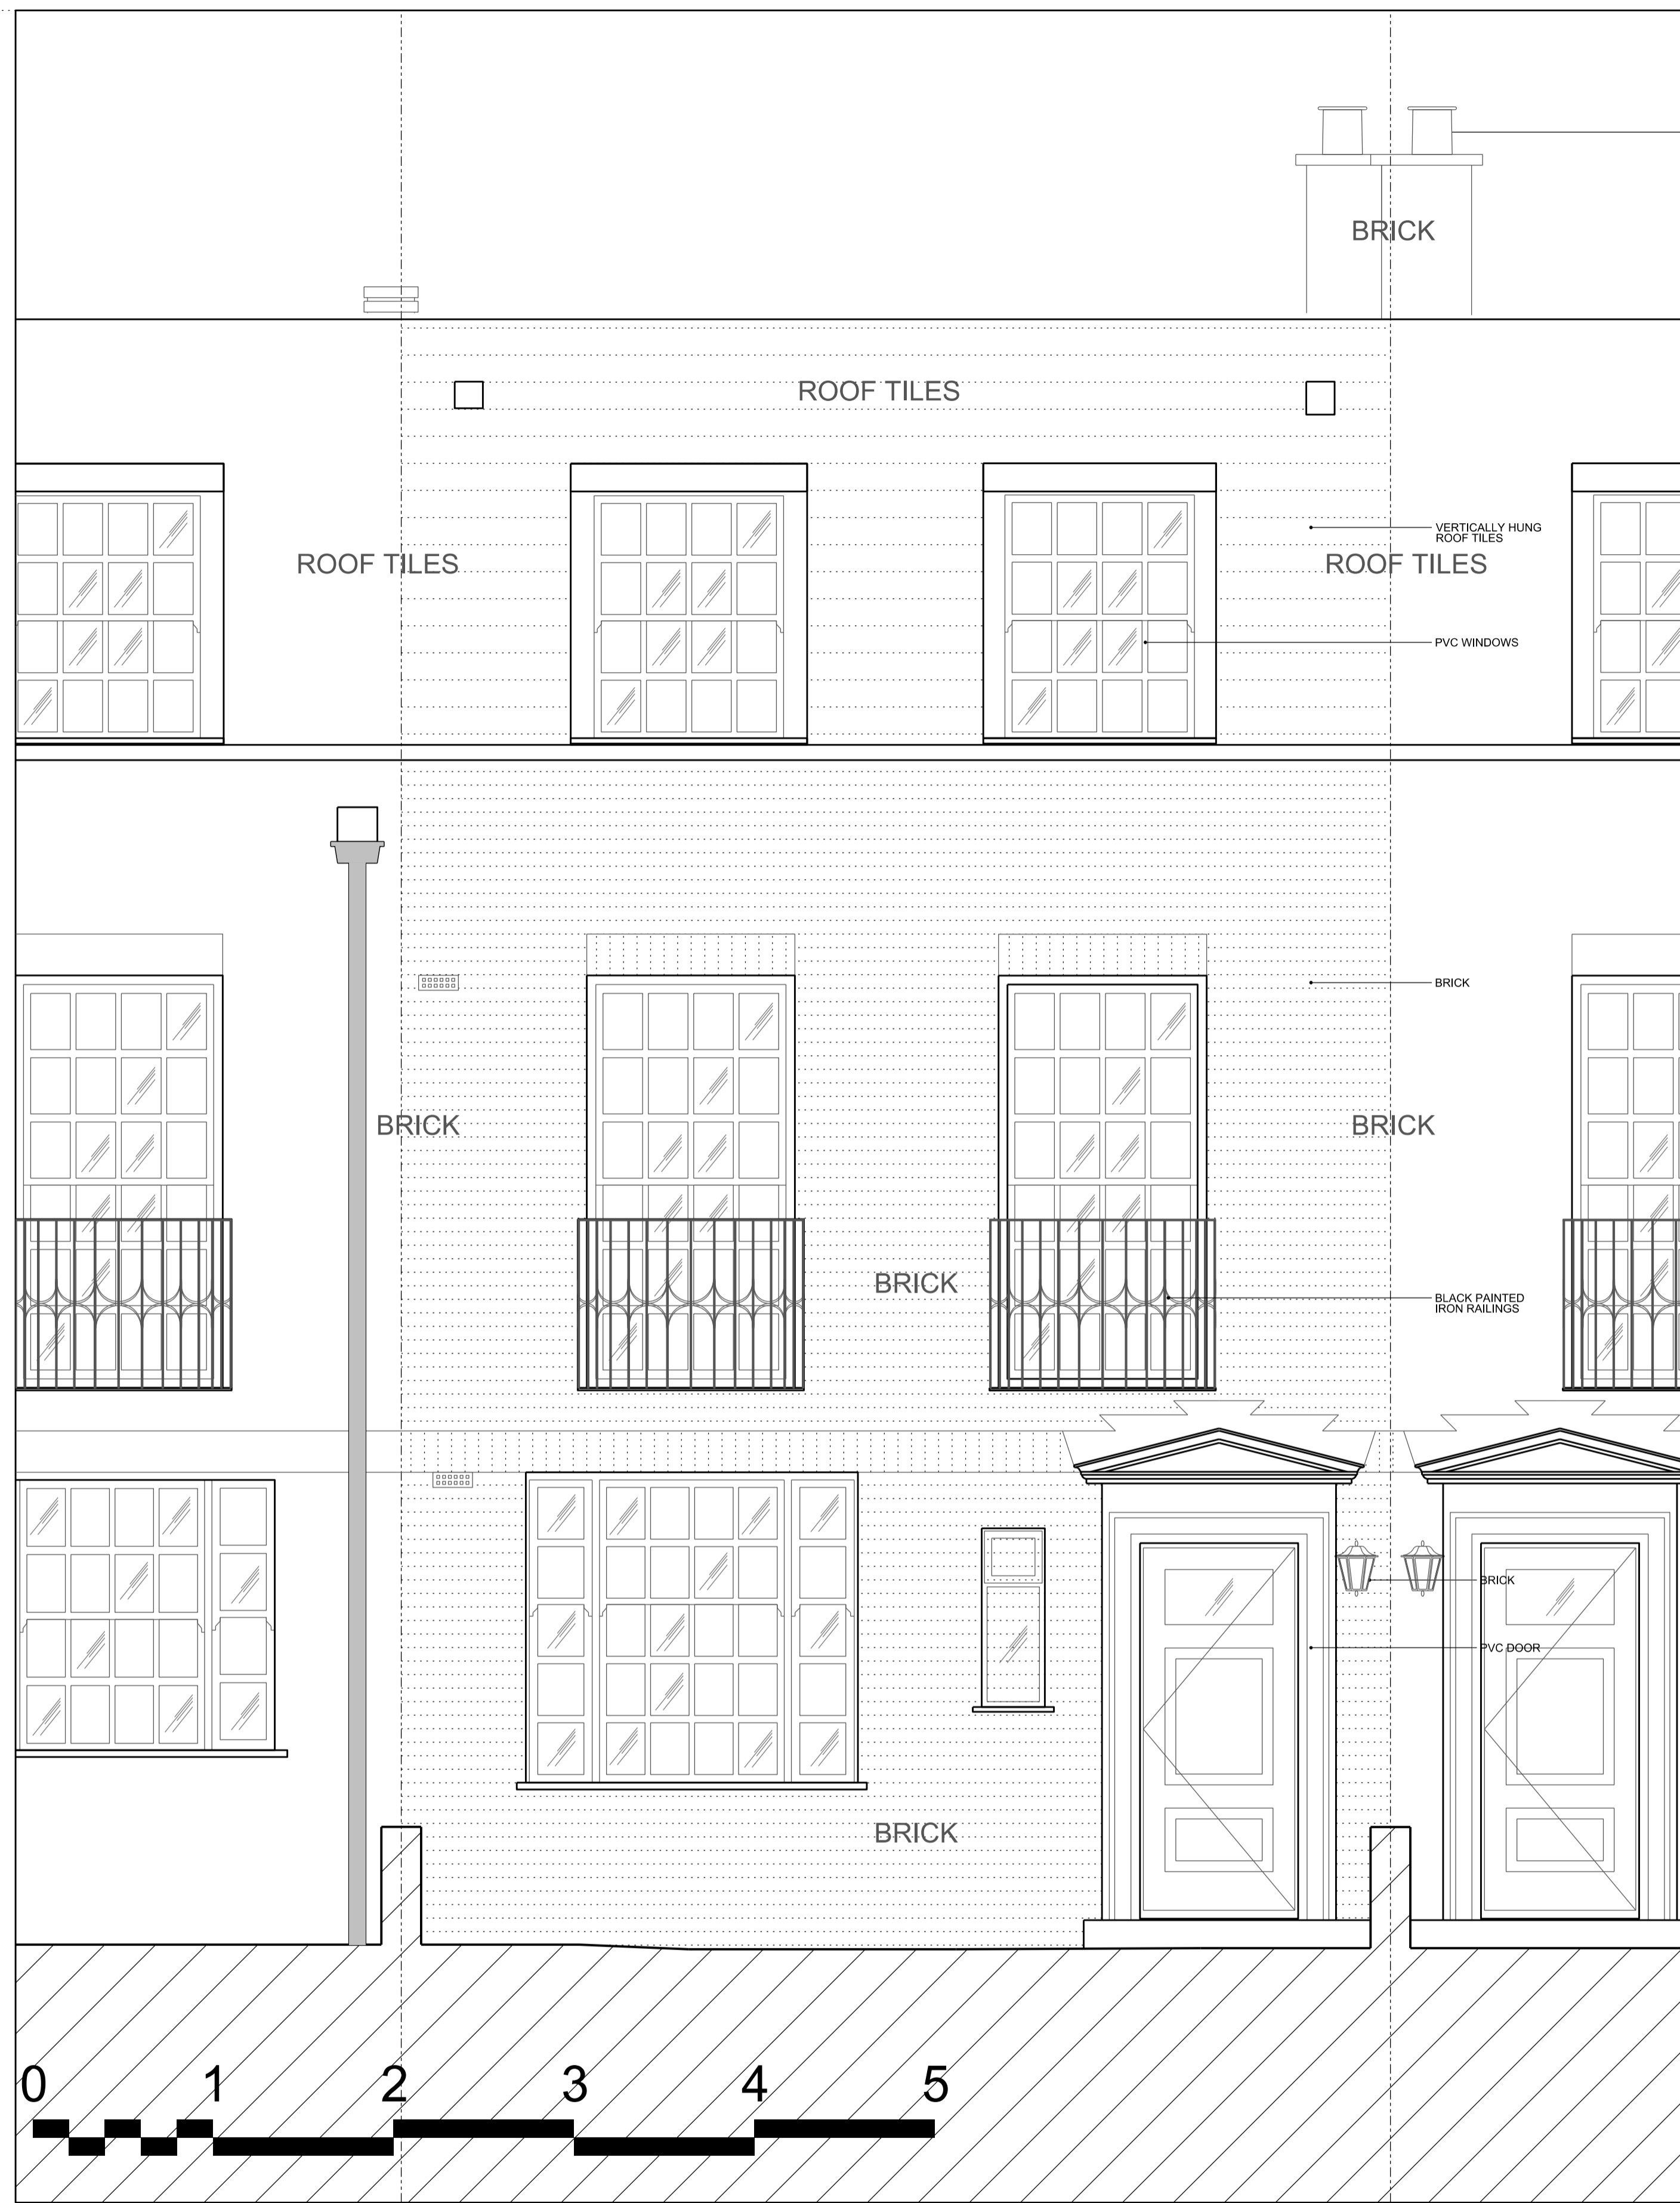 BRICK
ROOF TILES
VERTICALLY HUNG
ROOF TILES
ROOF TILES
ROOF TILES
PVC WINDOWS
BRICK
BRICK
BRICK
BRICK
BLACK PAINTED
IRON RAILINGS
BRICK
PVC DOOR
BRICK
0 1 2 3 4 5